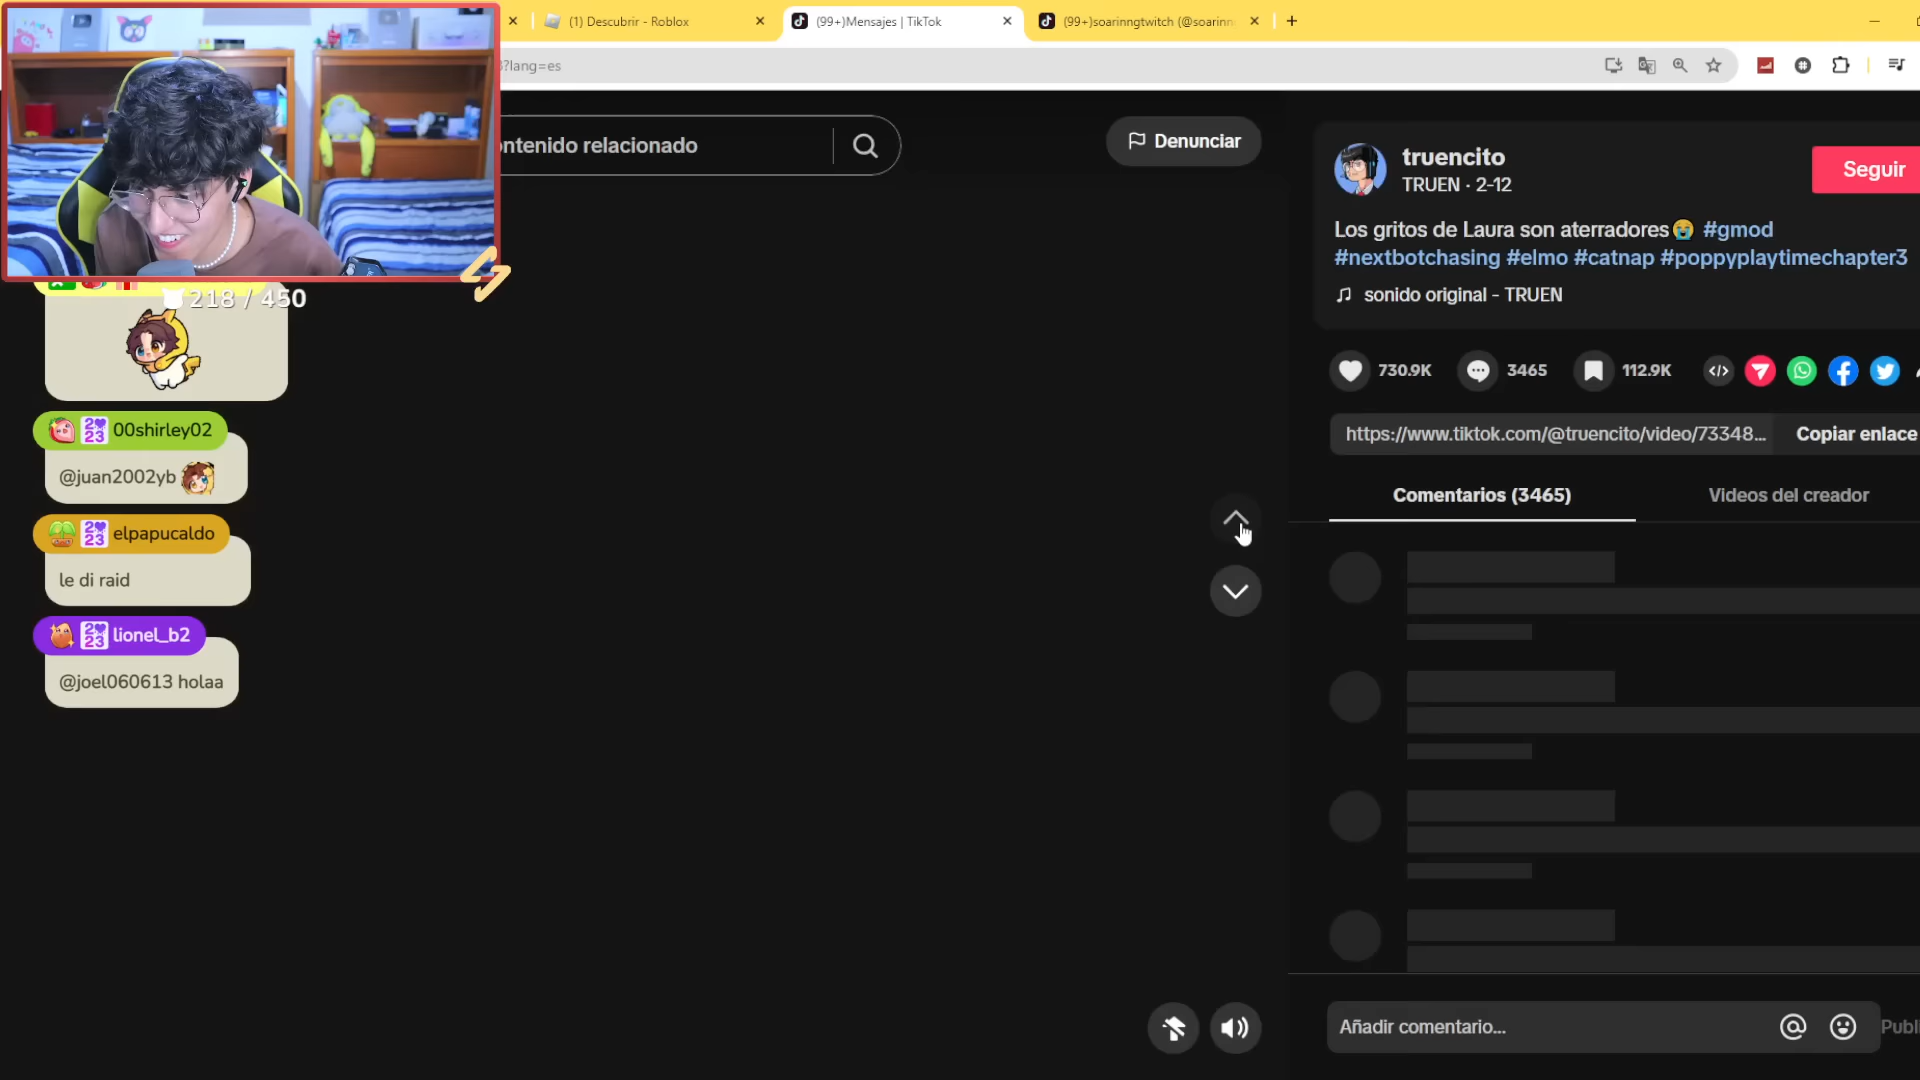 (1) Descubrir - Roblox
(99+)Mensajes | TikTok
(99+)soarinngtwitch (@soarinn
?lang=es
ntenido relacionado
Denunciar
truencito
TRUEN · 2-12
Seguir
Los gritos de Laura son aterradores😭 #gmod
#nextbotchasing #elmo #catnap #poppyplaytimechapter3
sonido original - TRUEN
218 / 450
730.9K
3465
112.9K
https://www.tiktok.com/@truencito/video/73348...
Copiar enlace
00shirley02
@juan2002yb
elpapucaldo
le di raid
lionel_b2
@joel060613 holaa
Comentarios (3465)
Videos del creador
Añadir comentario...
Publi